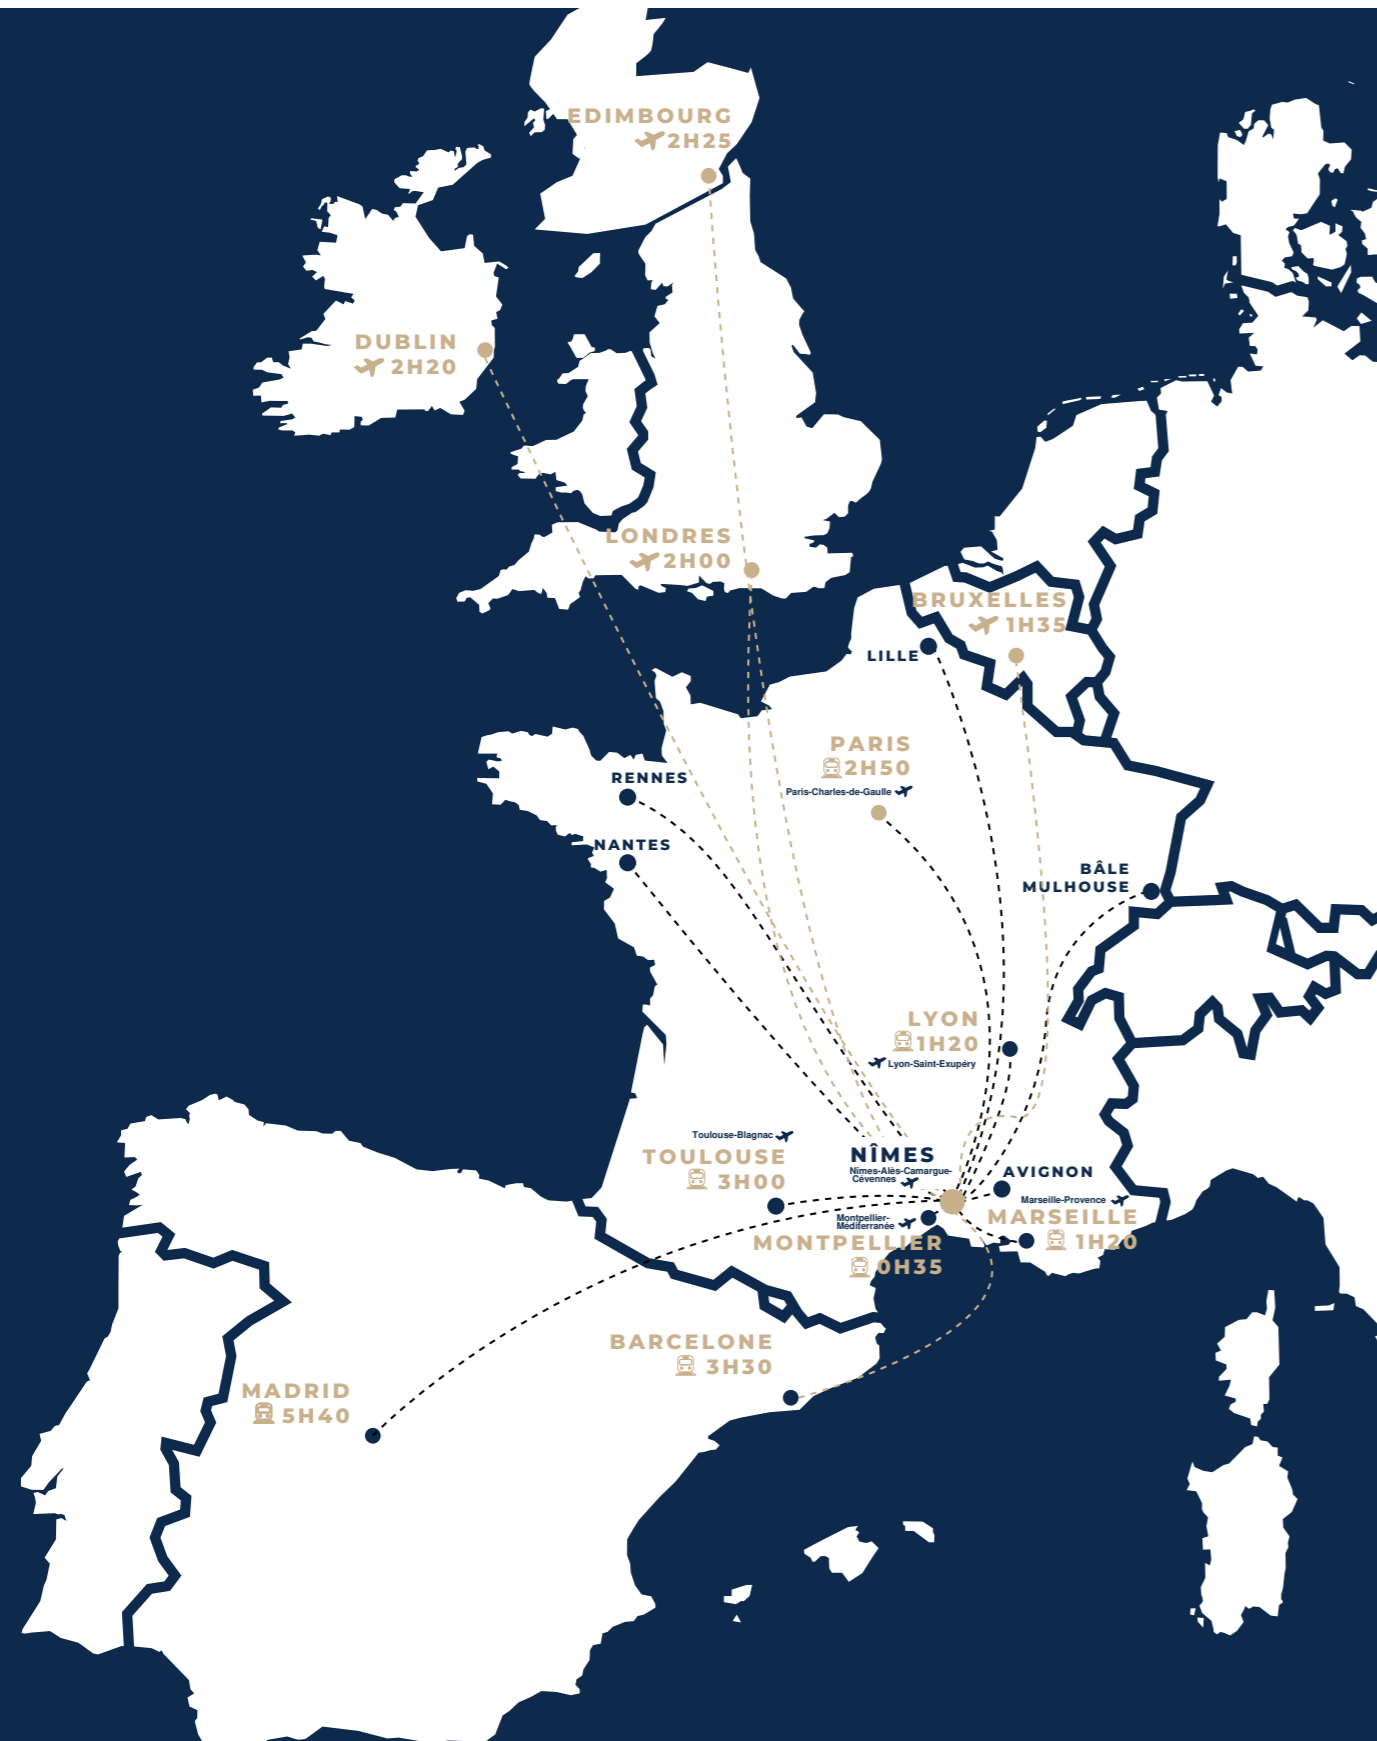 EDIMBOURG
2H25
DUBLIN
2H20
LONDRES
2H00
BRUXELLES
1H35
LILLE
PARIS
2H50
Paris-Charles-de-Gaulle
RENNES
NANTES
BÂLE
MULHOUSE
LYON
1H20
Lyon-Saint-Exupéry
Toulouse-Blagnac
TOULOUSE
3H00
NÎMES
Nîmes-Alès-Camargue-
Cévennes
AVIGNON
Marseille-Provence
MARSEILLE
1H20
Montpellier-
Méditerranée
MONTPELLIER
0H35
BARCELONE
3H30
MADRID
5H40